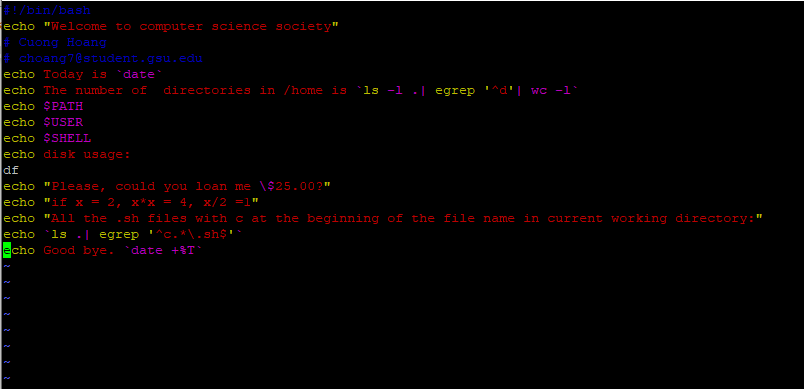 #!/bin/bash
echo "Welcome to computer science society"
# Cuong Hoang
# choang7@student.gsu.edu
echo Today is `date`
echo The number of  directories in /home is `ls -l .| egrep '^d'| wc -l`
echo $PATH
echo $USER
echo $SHELL
echo disk usage:
df
echo "Please, could you loan me \$25.00?"
echo "if x = 2, x*x = 4, x/2 =1"
echo "All the .sh files with c at the beginning of the file name in current working directory:"
echo `ls .| egrep '^c.*\.sh$'`
echo Good bye. `date +%T`
~
~
~
~
~
~
~
~